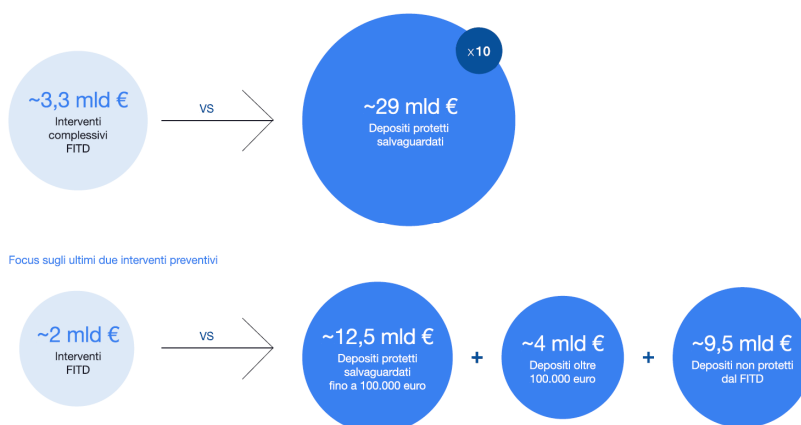 x10
~3,3 mld €
Interventi
complessivi
FITD
vs
~29 mld €
Depositi protetti
salvaguardati
Focus sugli ultimi due interventi preventivi
~2 mld €
Interventi
FITD
vs
~12,5 mld €
Depositi protetti
salvaguardati
fino a 100.000 euro
+
~4 mld €
Depositi oltre
100.000 euro
+
~9,5 mld €
Depositi non protetti
dal FITD